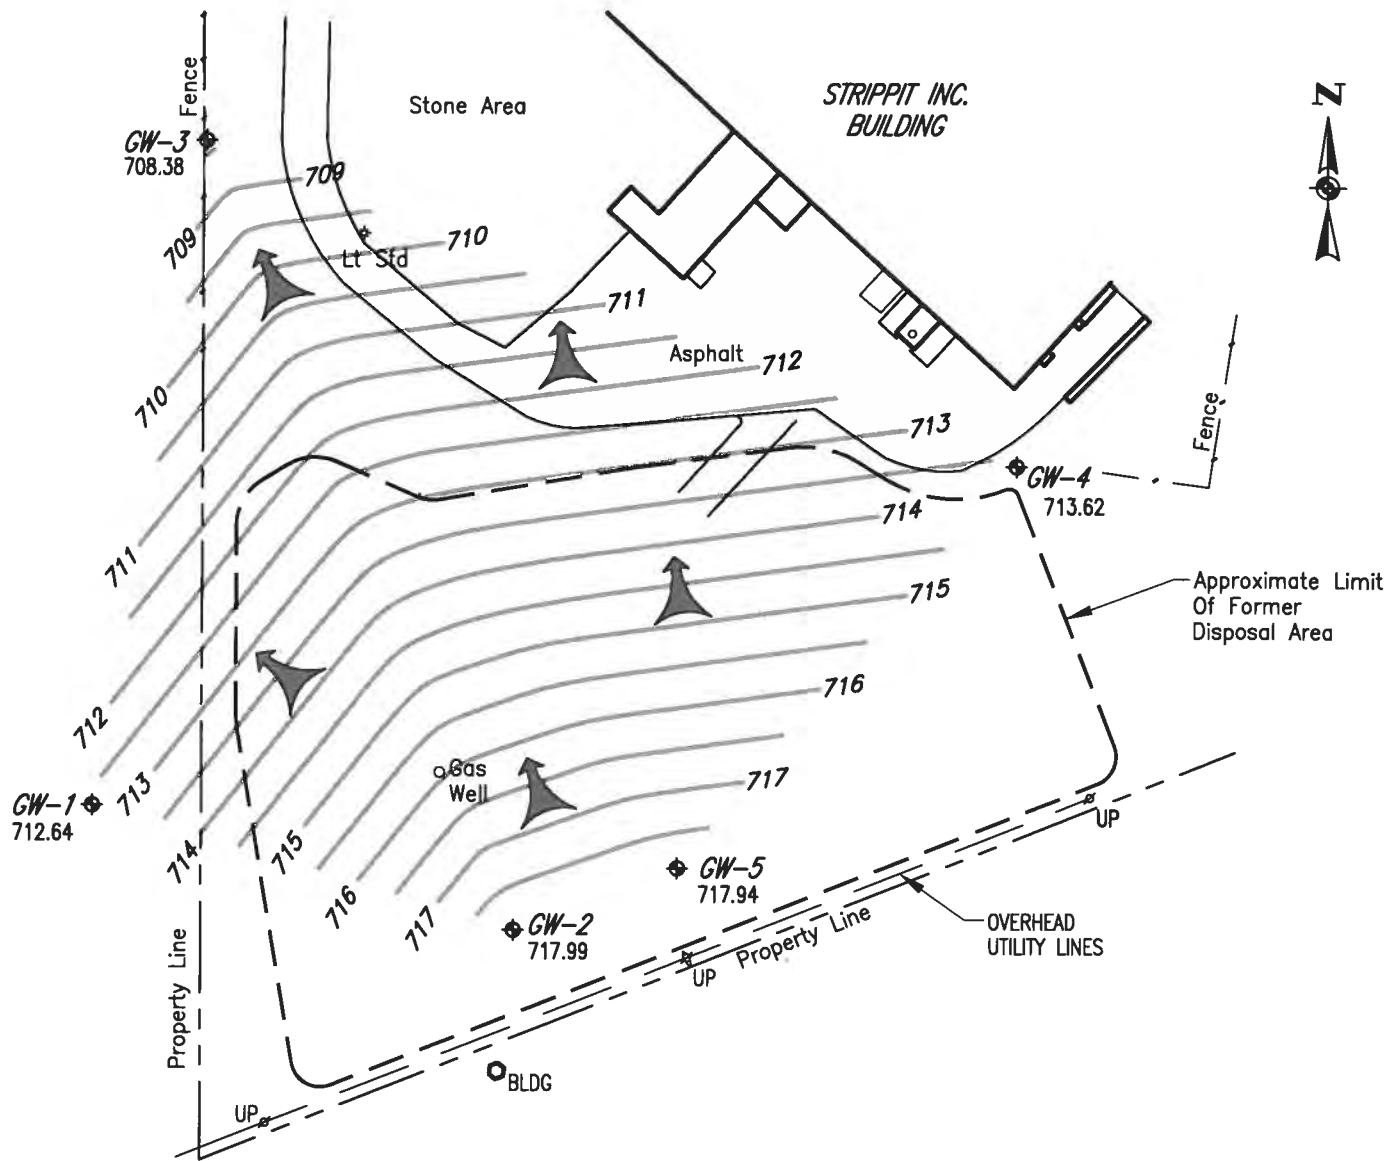 Fence
Stone Area
STRIPPIT INC.
BUILDING
N
GW-3
708.38
709
709
710
Lt Std
711
Asphalt
712
710
713
Fence
GW-4
713.62
714
711
715
Approximate Limit
Of Former
Disposal Area
716
712
Gas
Well
717
713
GW-1
712.64
UP
714
715
716
717
GW-5
717.94
GW-2
717.99
OVERHEAD
UTILITY LINES
Property Line
UP
Property Line
BLDG
UP